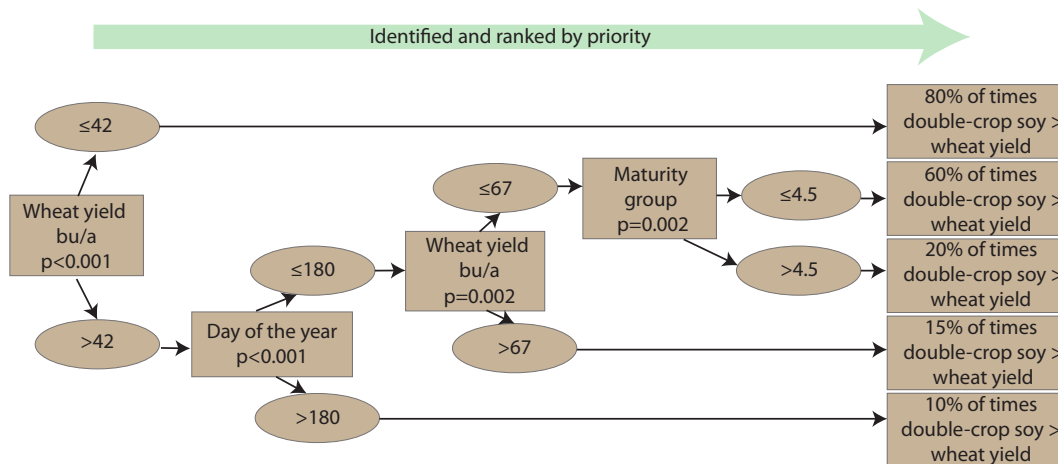 Identified and ranked by priority
≤42
80% of times
double-crop soy >
wheat yield
Wheat yield
bu/a
p<0.001
>42
Day of the year
p<0.001
≤180
>180
Wheat yield
bu/a
p=0.002
≤67
>67
Maturity
group
p=0.002
≤4.5
60% of times
double-crop soy >
wheat yield
>4.5
20% of times
double-crop soy >
wheat yield
15% of times
double-crop soy >
wheat yield
10% of times
double-crop soy >
wheat yield